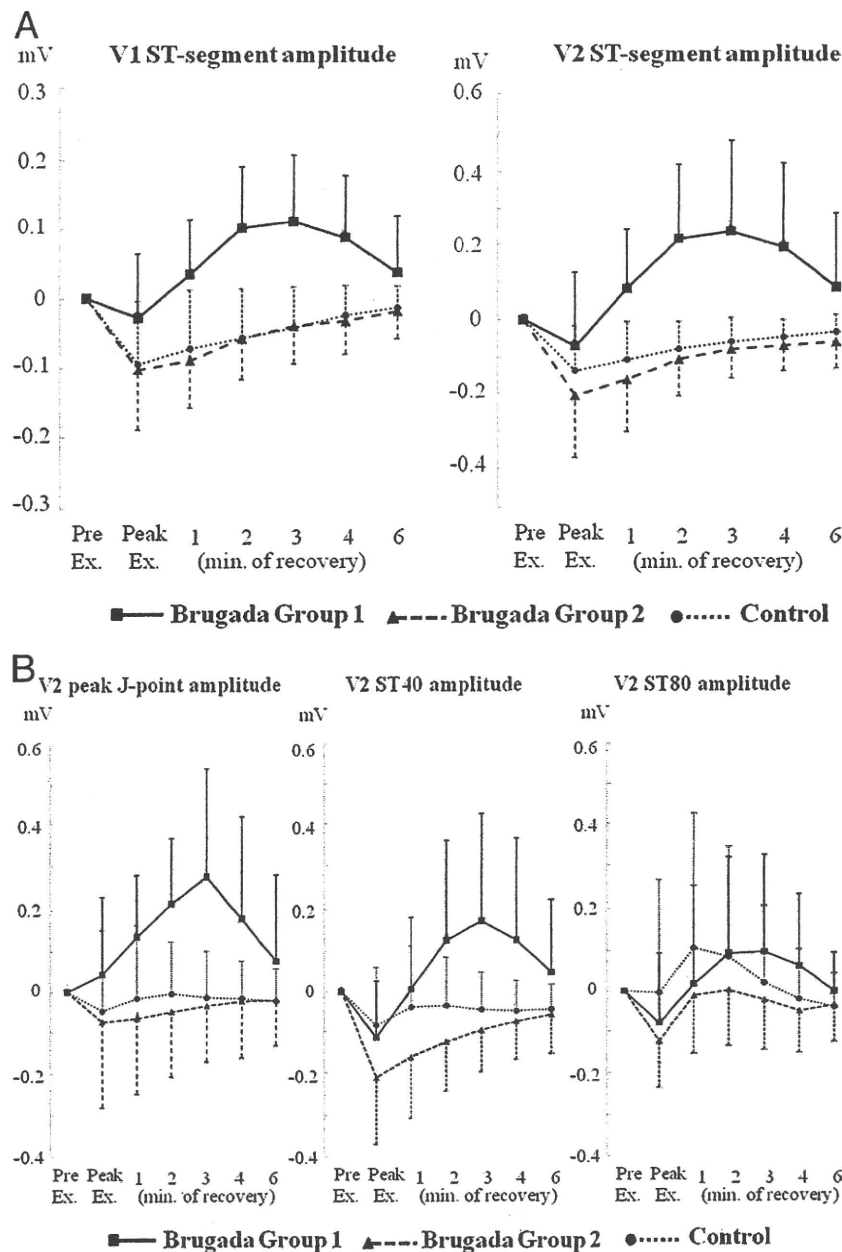 A
V1 ST-segment amplitude
mV
0.3
0.2
0.1
0
-0.1
-0.2
-0.3
Pre Ex. Peak Ex. 1 2 3 4 6
(min. of recovery)
V2 ST-segment amplitude
mV
0.6
0.4
0.2
0
-0.2
-0.4
Pre Ex. Peak Ex. 1 2 3 4 6
(min. of recovery)
Brugada Group 1 Brugada Group 2 Control
B
V2 peak J-point amplitude
mV
0.6
0.4
0.2
0
-0.2
-0.4
Pre Ex. Peak Ex. 1 2 3 4 6
(min. of recovery)
V2 ST40 amplitude
mV
0.6
0.4
0.2
0
-0.2
-0.4
Pre Ex. Peak Ex. 1 2 3 4 6
(min. of recovery)
V2 ST80 amplitude
mV
0.6
0.4
0.2
0
-0.2
-0.4
Pre Ex. Peak Ex. 1 2 3 4 6
(min. of recovery)
Brugada Group 1 Brugada Group 2 Control